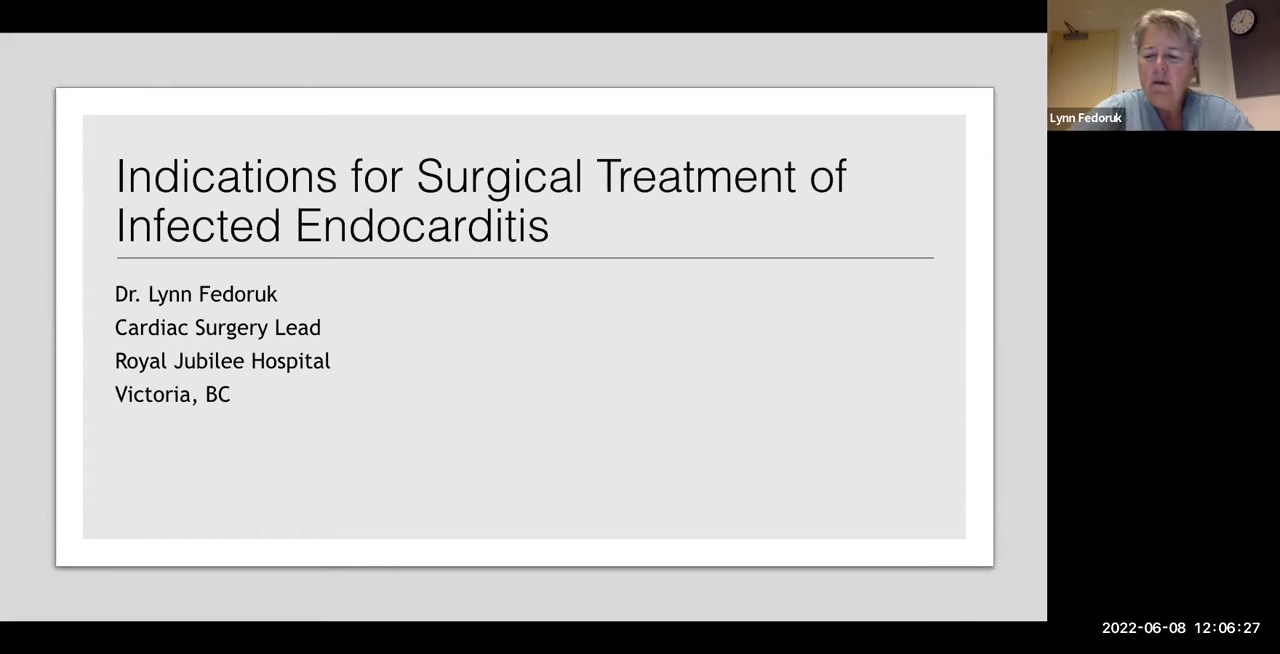 Indications for Surgical Treatment of
Infected Endocarditis
Dr. Lynn Fedoruk
Cardiac Surgery Lead
Royal Jubilee Hospital
Victoria, BC
Lynn Fedoruk
2022-06-08 12:06:27